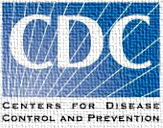 CDC
CENTERS FOR DISEASE
CONTROL AND PREVENTION